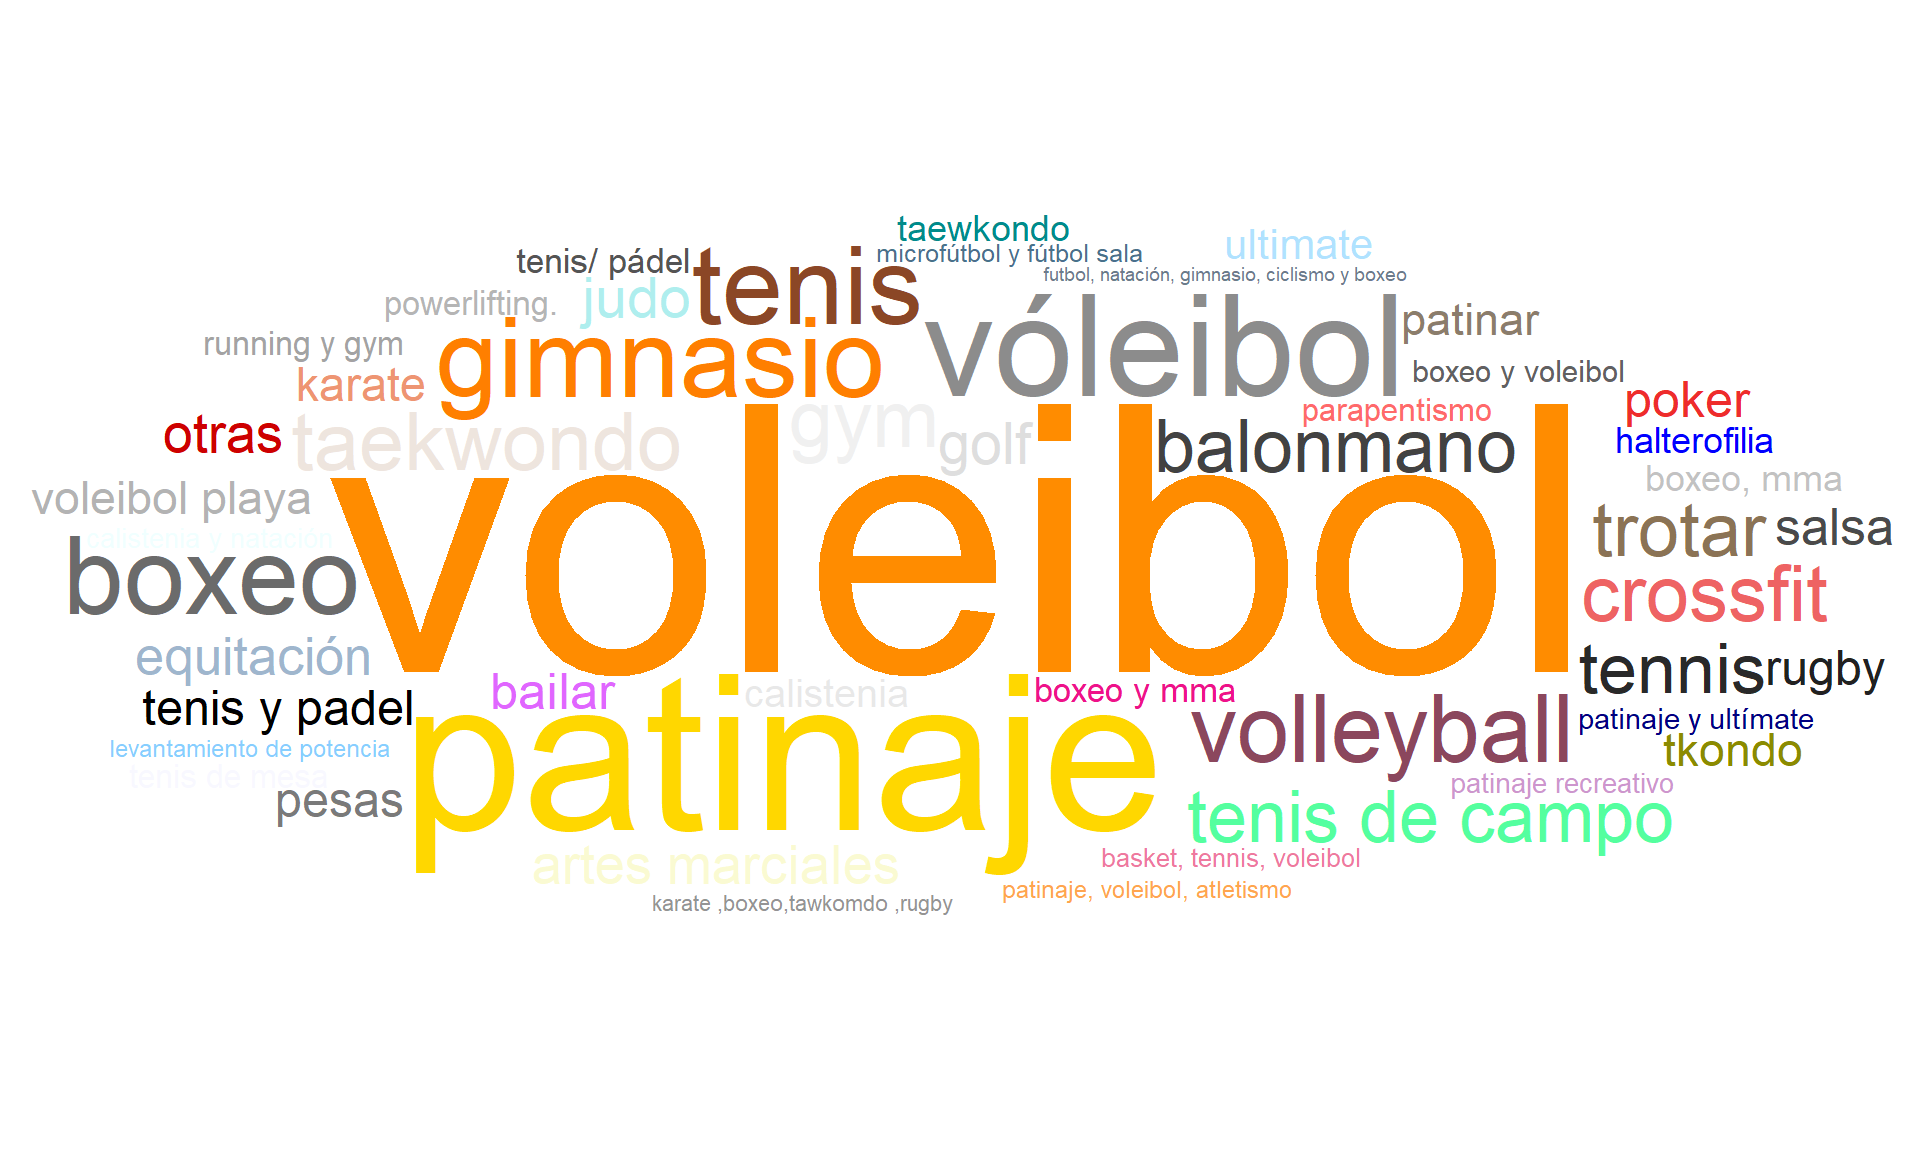 taewkondo
ultimate
microfútbol y fútbol sala
tenis/ pádel
futbol, natación, gimnasio, ciclismo y boxeo
tenis
judo
powerlifting.
patinar
vóleibol
running y gym
gimnasio
boxeo y voleibol
karate
poker
parapentismo
gym
otras
halterofilia
taekwondo
golf
balonmano
boxeo, mma
voleibol playa
trotar
salsa
calistenia y natación
voleibol
boxeo
crossfit
equitación
tennis
rugby
bailar
calistenia
boxeo y mma
tenis y padel
patinaje y ultímate
volleyball
levantamiento de potencia
tkondo
patinaje
tenis de mesa
patinaje recreativo
pesas
tenis de campo
basket, tennis, voleibol
artes marciales
patinaje, voleibol, atletismo
karate ,boxeo,tawkomdo ,rugby